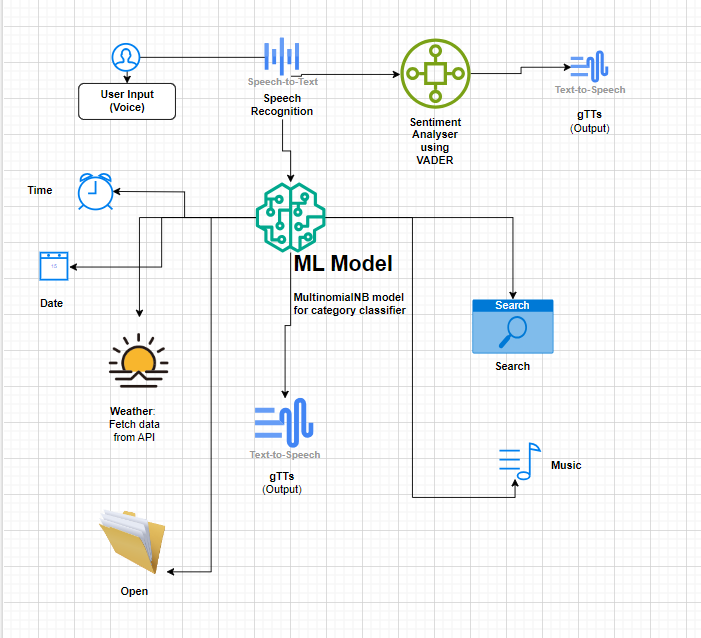 User Input
(Voice)
Speech-to-Text
Speech
Recognition
Sentiment
Analyser
using
VADER
Text-to-Speech
gTTs
(Output)
Time
15
Date
ML Model
MultinomialNB model
for category classifier
Weather:
Fetch data
from API
Search
Search
Text-to-Speech
gTTs
(Output)
Music
Open